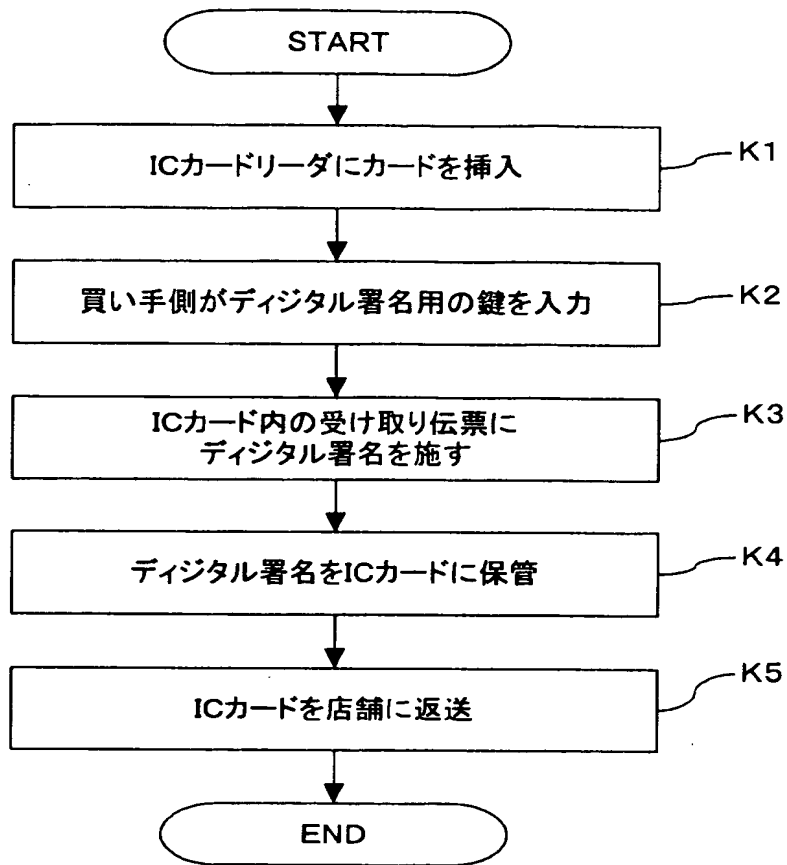 START
ICカードリーダにカードを挿入
K1
買い手側がディジタル署名用の鍵を入力
K2
ICカード内の受け取り伝票に
ディジタル署名を施す
K3
ディジタル署名をICカードに保管
K4
ICカードを店舗に返送
K5
END